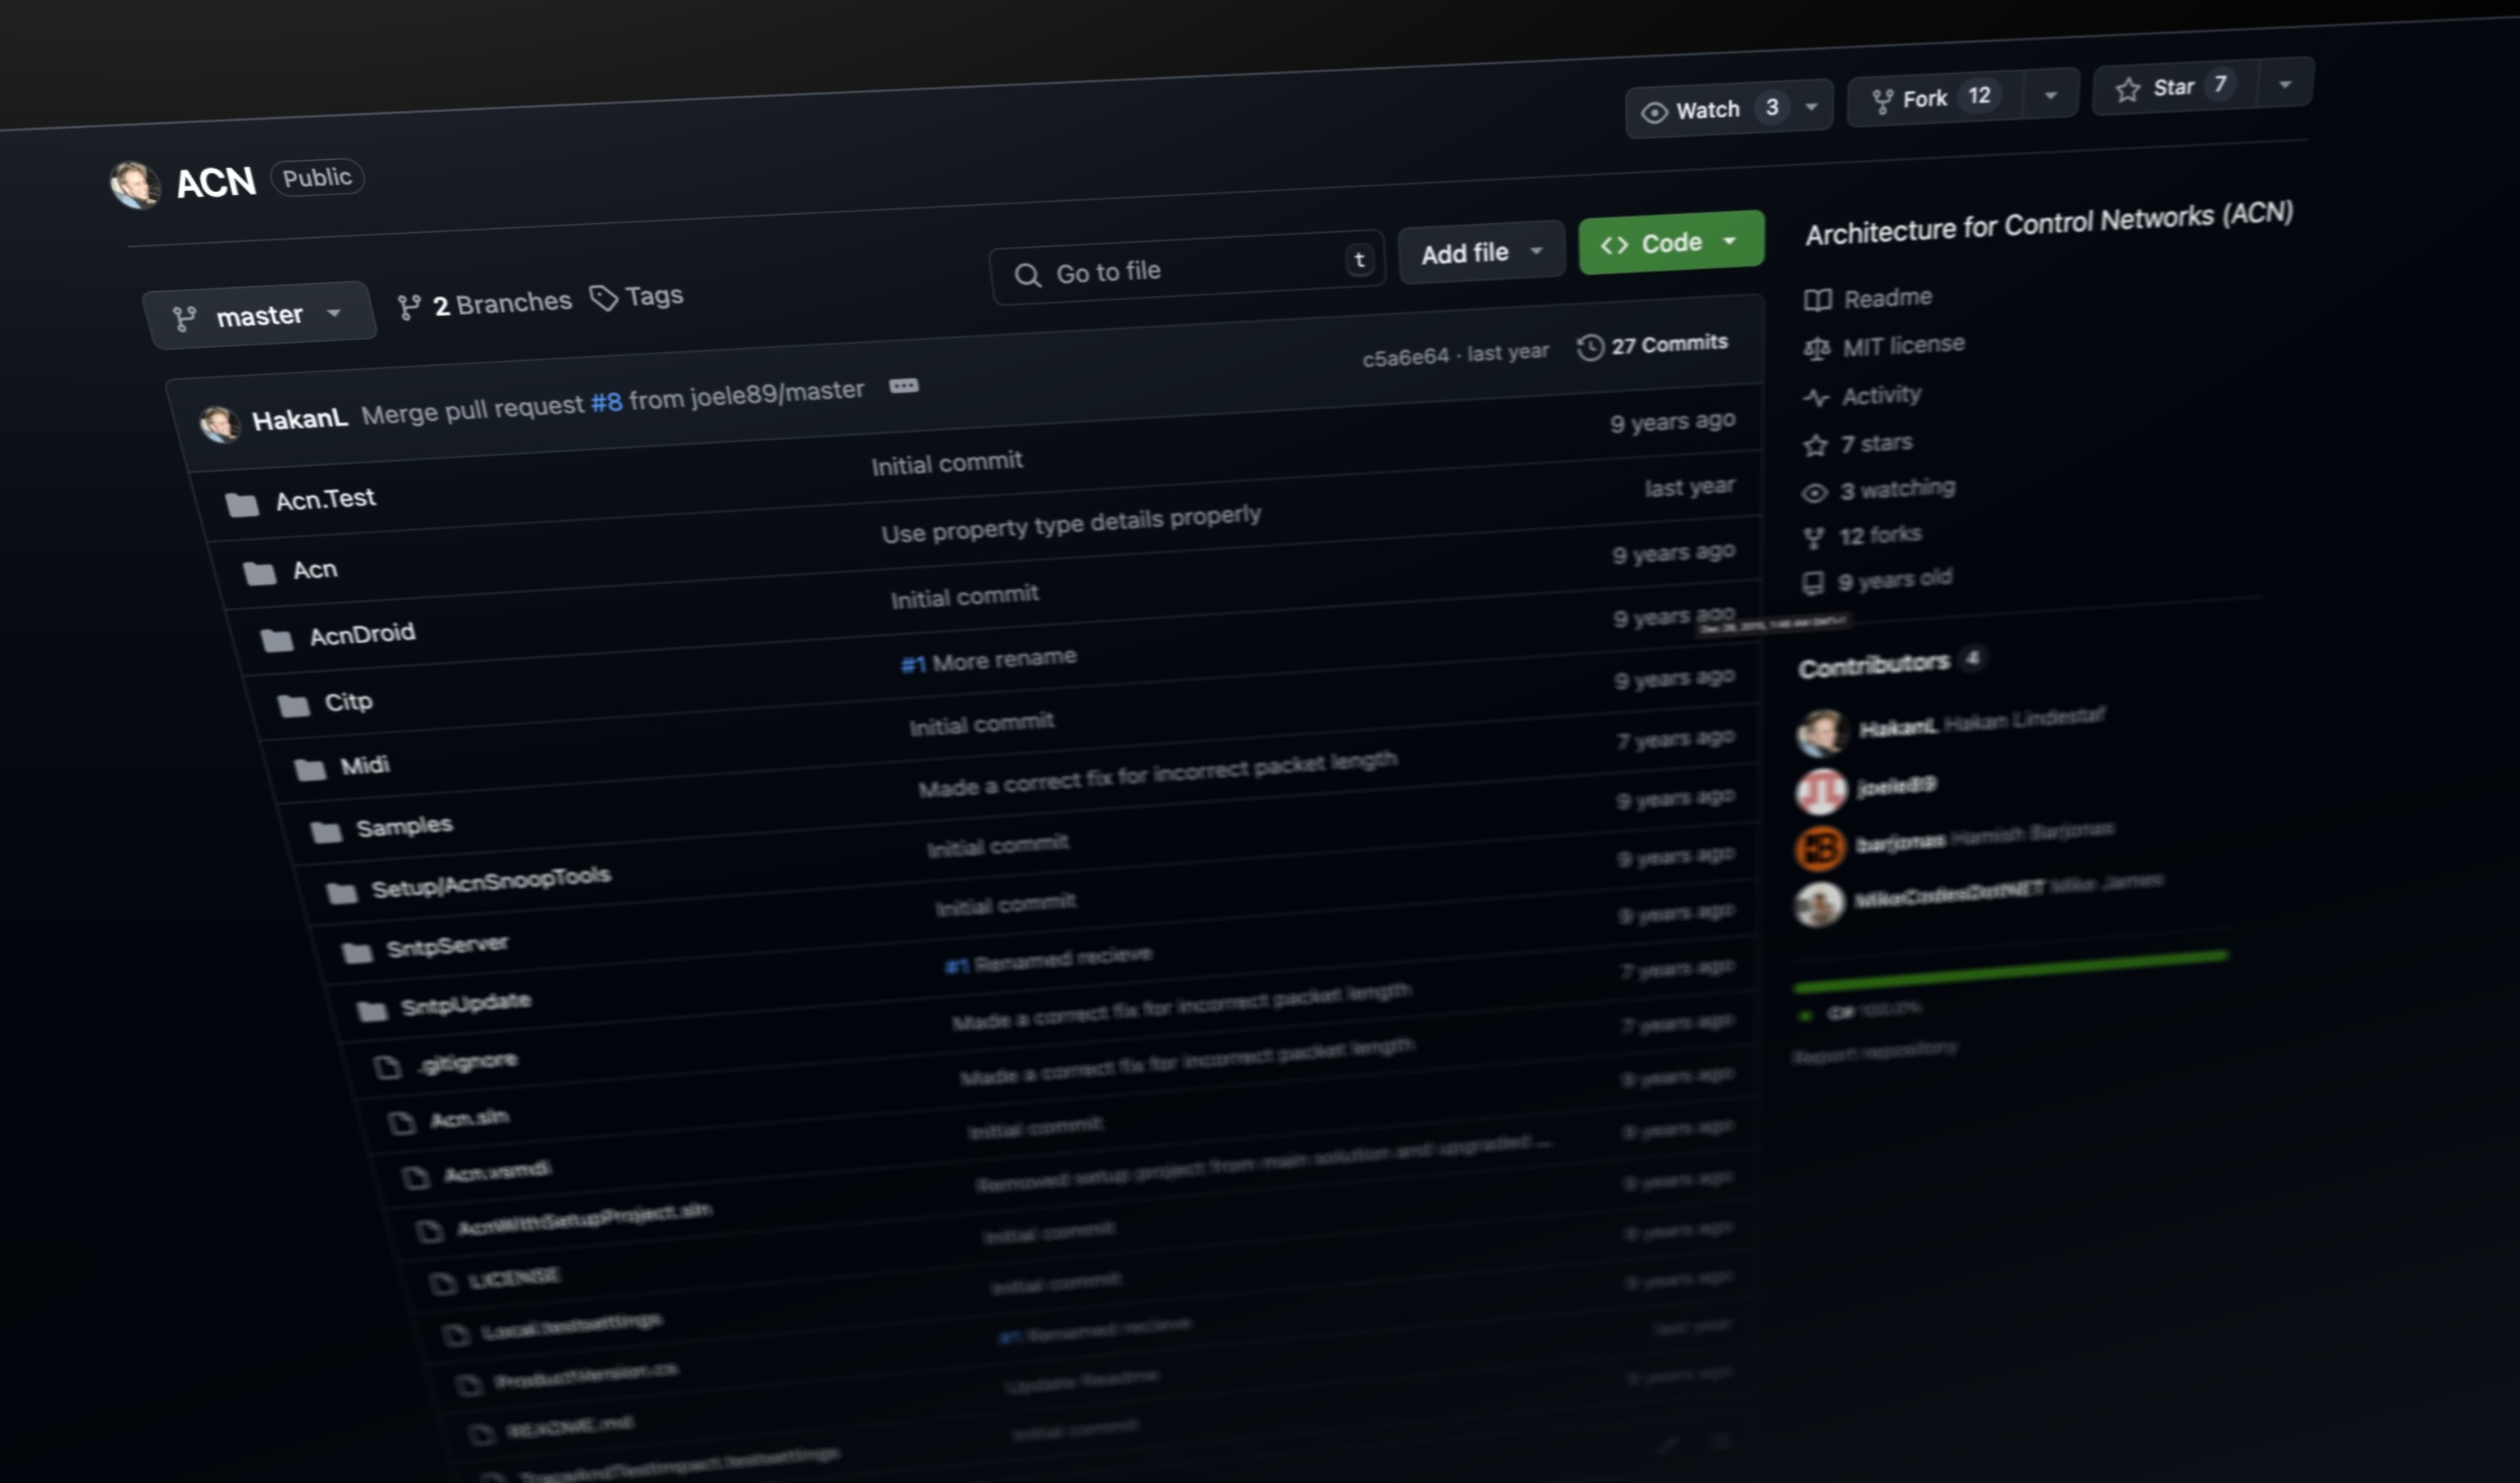 ACN Public
Watch 3
Fork 12
Star 7
master
2 Branches
Tags
Go to file t
Add file
Code
HakanL Merge pull request #8 from joele89/master
c5a6e64 · last year
27 Commits
Acn.Test Initial commit 9 years ago
Acn Use property type details properly last year
AcnDroid Initial commit 9 years ago
Citp #1 More rename 9 years ago
Midi Initial commit 9 years ago
Samples Made a correct fix for incorrect packet length 7 years ago
Setup/AcnSnoopTools Initial commit 9 years ago
SntpServer Initial commit 9 years ago
SntpUpdate #1 Renamed recieve 9 years ago
.gitignore Made a correct fix for incorrect packet length 7 years ago
Acn.sln Made a correct fix for incorrect packet length 7 years ago
Acn.vsmdi Initial commit 9 years ago
AcnWithSetupProject.sln Removed setup project from main solution and upgraded ... 9 years ago
LICENSE Initial commit 9 years ago
Local.testsettings Initial commit 9 years ago
ProductVersion.cs #1 Renamed recieve 9 years ago
README.md Update Readme last year
TraceAndTestImpact.testsettings Initial commit 9 years ago
Architecture for Control Networks (ACN)
Readme
MIT license
Activity
7 stars
3 watching
12 forks
9 years old
Contributors 4
HakanL Hakan Lindestaf
joele89
barjonas Hamish Barjonas
MikeCodesDotNET Mike James
C# 100.0%
Report repository